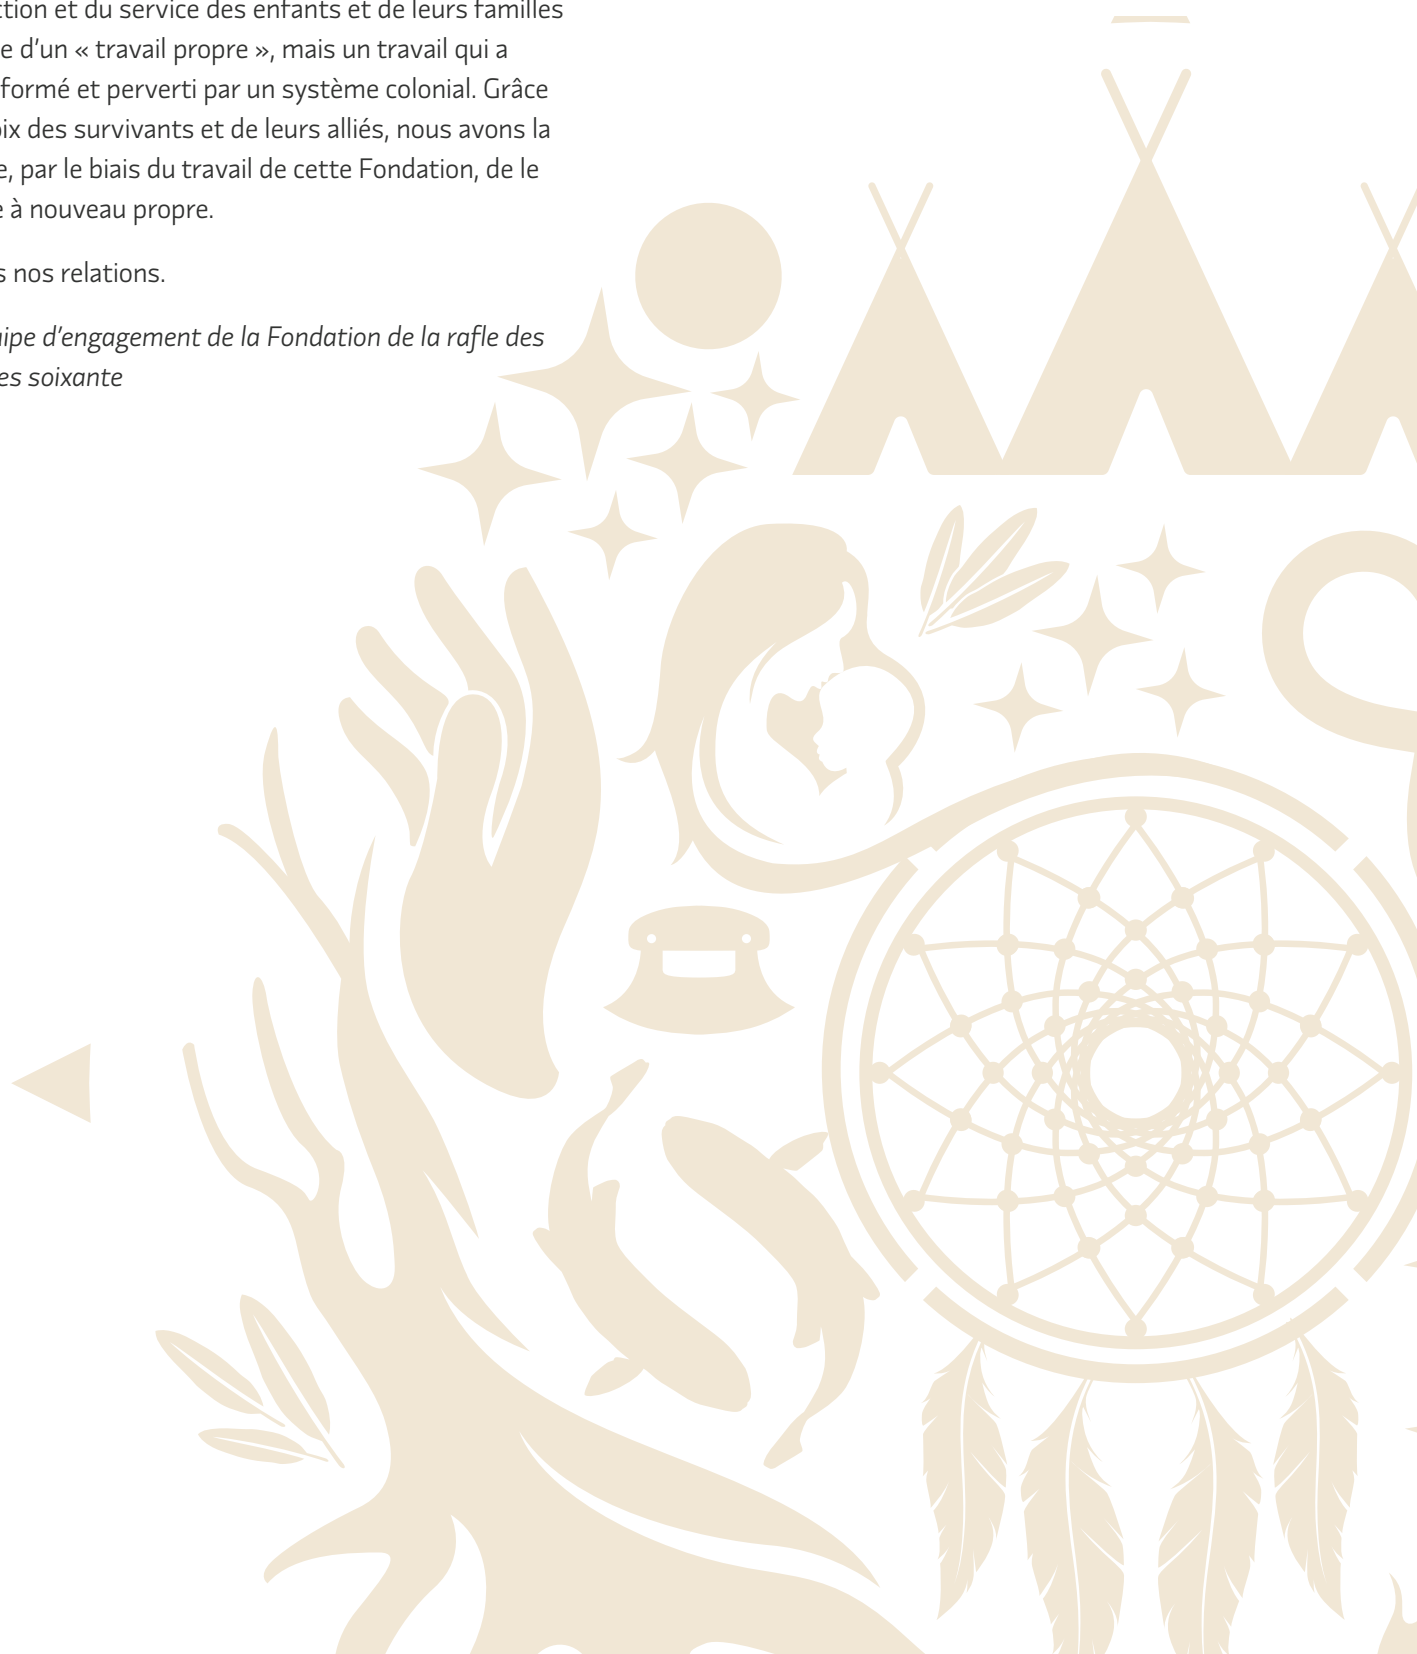 ction et du service des enfants et de leurs familles
e d'un « travail propre », mais un travail qui a
formé et perverti par un système colonial. Grâce
ix des survivants et de leurs alliés, nous avons la
e, par le biais du travail de cette Fondation, de le
e à nouveau propre.
s nos relations.
ipe d'engagement de la Fondation de la rafle des
es soixante